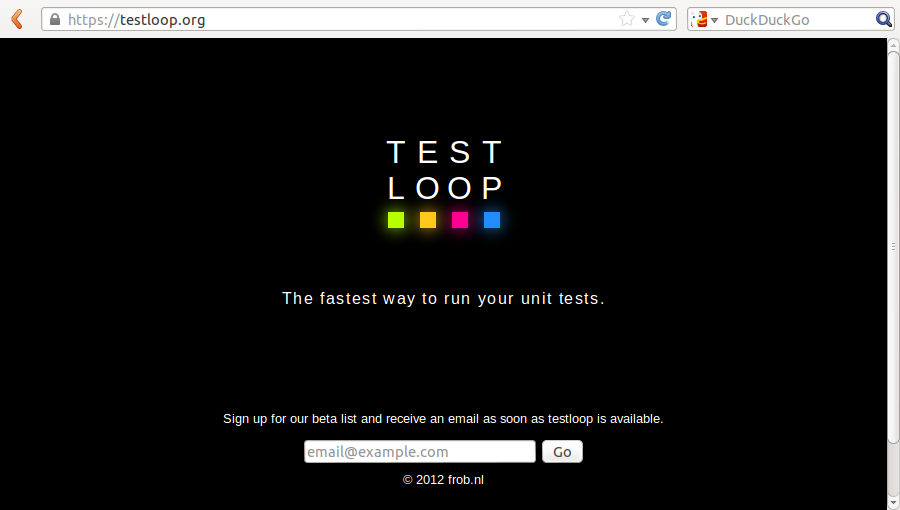 https://testloop.org
DuckDuckGo
TEST
LOOP
The fastest way to run your unit tests.
Sign up for our beta list and receive an email as soon as testloop is available.
email@example.com
Go
© 2012 frob.nl